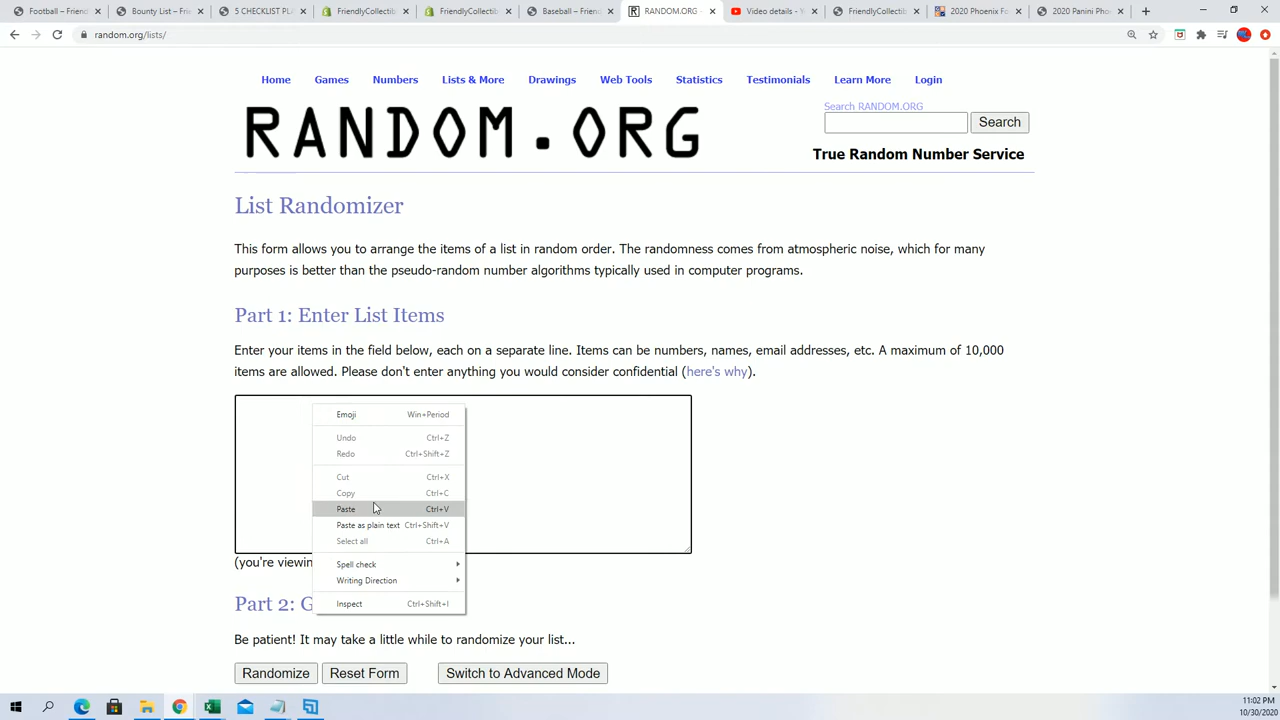 Football – Friendly
Bounty List – Frien
5 CHECKLIST PL
FriendlyCollectib
FriendlyCollectib
Baseball – Friend
RANDOM.ORG
Video details - Yo
FriendlyCollectib
2020 Phoenix Fo
2020 Panini Pho
random.org/lists/
Home Games Numbers Lists & More Drawings Web Tools Statistics Testimonials Learn More Login
RANDOM.ORG
Search RANDOM.ORG
Search
True Random Number Service
List Randomizer
This form allows you to arrange the items of a list in random order. The randomness comes from atmospheric noise, which for many
purposes is better than the pseudo-random number algorithms typically used in computer programs.
Part 1: Enter List Items
Enter your items in the field below, each on a separate line. Items can be numbers, names, email addresses, etc. A maximum of 10,000
items are allowed. Please don't enter anything you would consider confidential (here's why).
Emoji Win+Period
Undo Ctrl+Z
Redo Ctrl+Shift+Z
Cut Ctrl+X
Copy Ctrl+C
Paste Ctrl+V
Paste as plain text Ctrl+Shift+V
Select all Ctrl+A
Spell check
Writing Direction
Inspect Ctrl+Shift+I
(you're viewin
Part 2: G
Be patient! It may take a little while to randomize your list...
Randomize Reset Form Switch to Advanced Mode
11:02 PM
10/30/2020